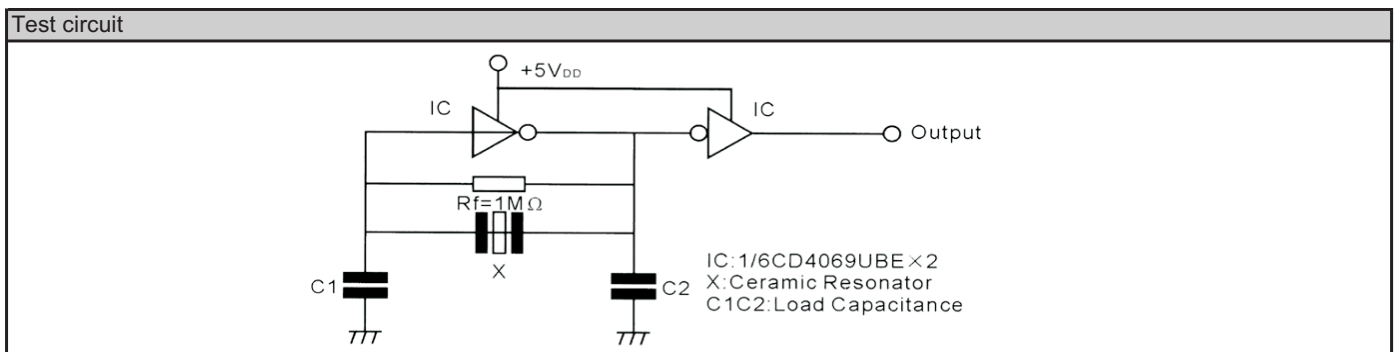 Test circuit
+5VDD
IC
IC
Output
Rf=1MΩ
X
C1
C2
IC:1/6CD4069UBE×2
X:Ceramic Resonator
C1C2:Load Capacitance